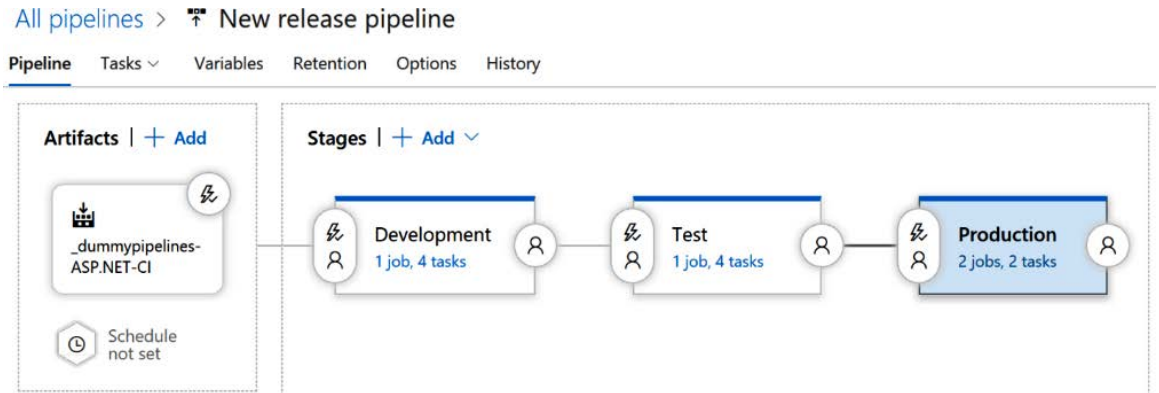 All pipelines > New release pipeline
Pipeline Tasks Variables Retention Options History
Artifacts | + Add
Stages | + Add
_dummypipelines-
ASP.NET-CI
Schedule
not set
Development
1 job, 4 tasks
Test
1 job, 4 tasks
Production
2 jobs, 2 tasks